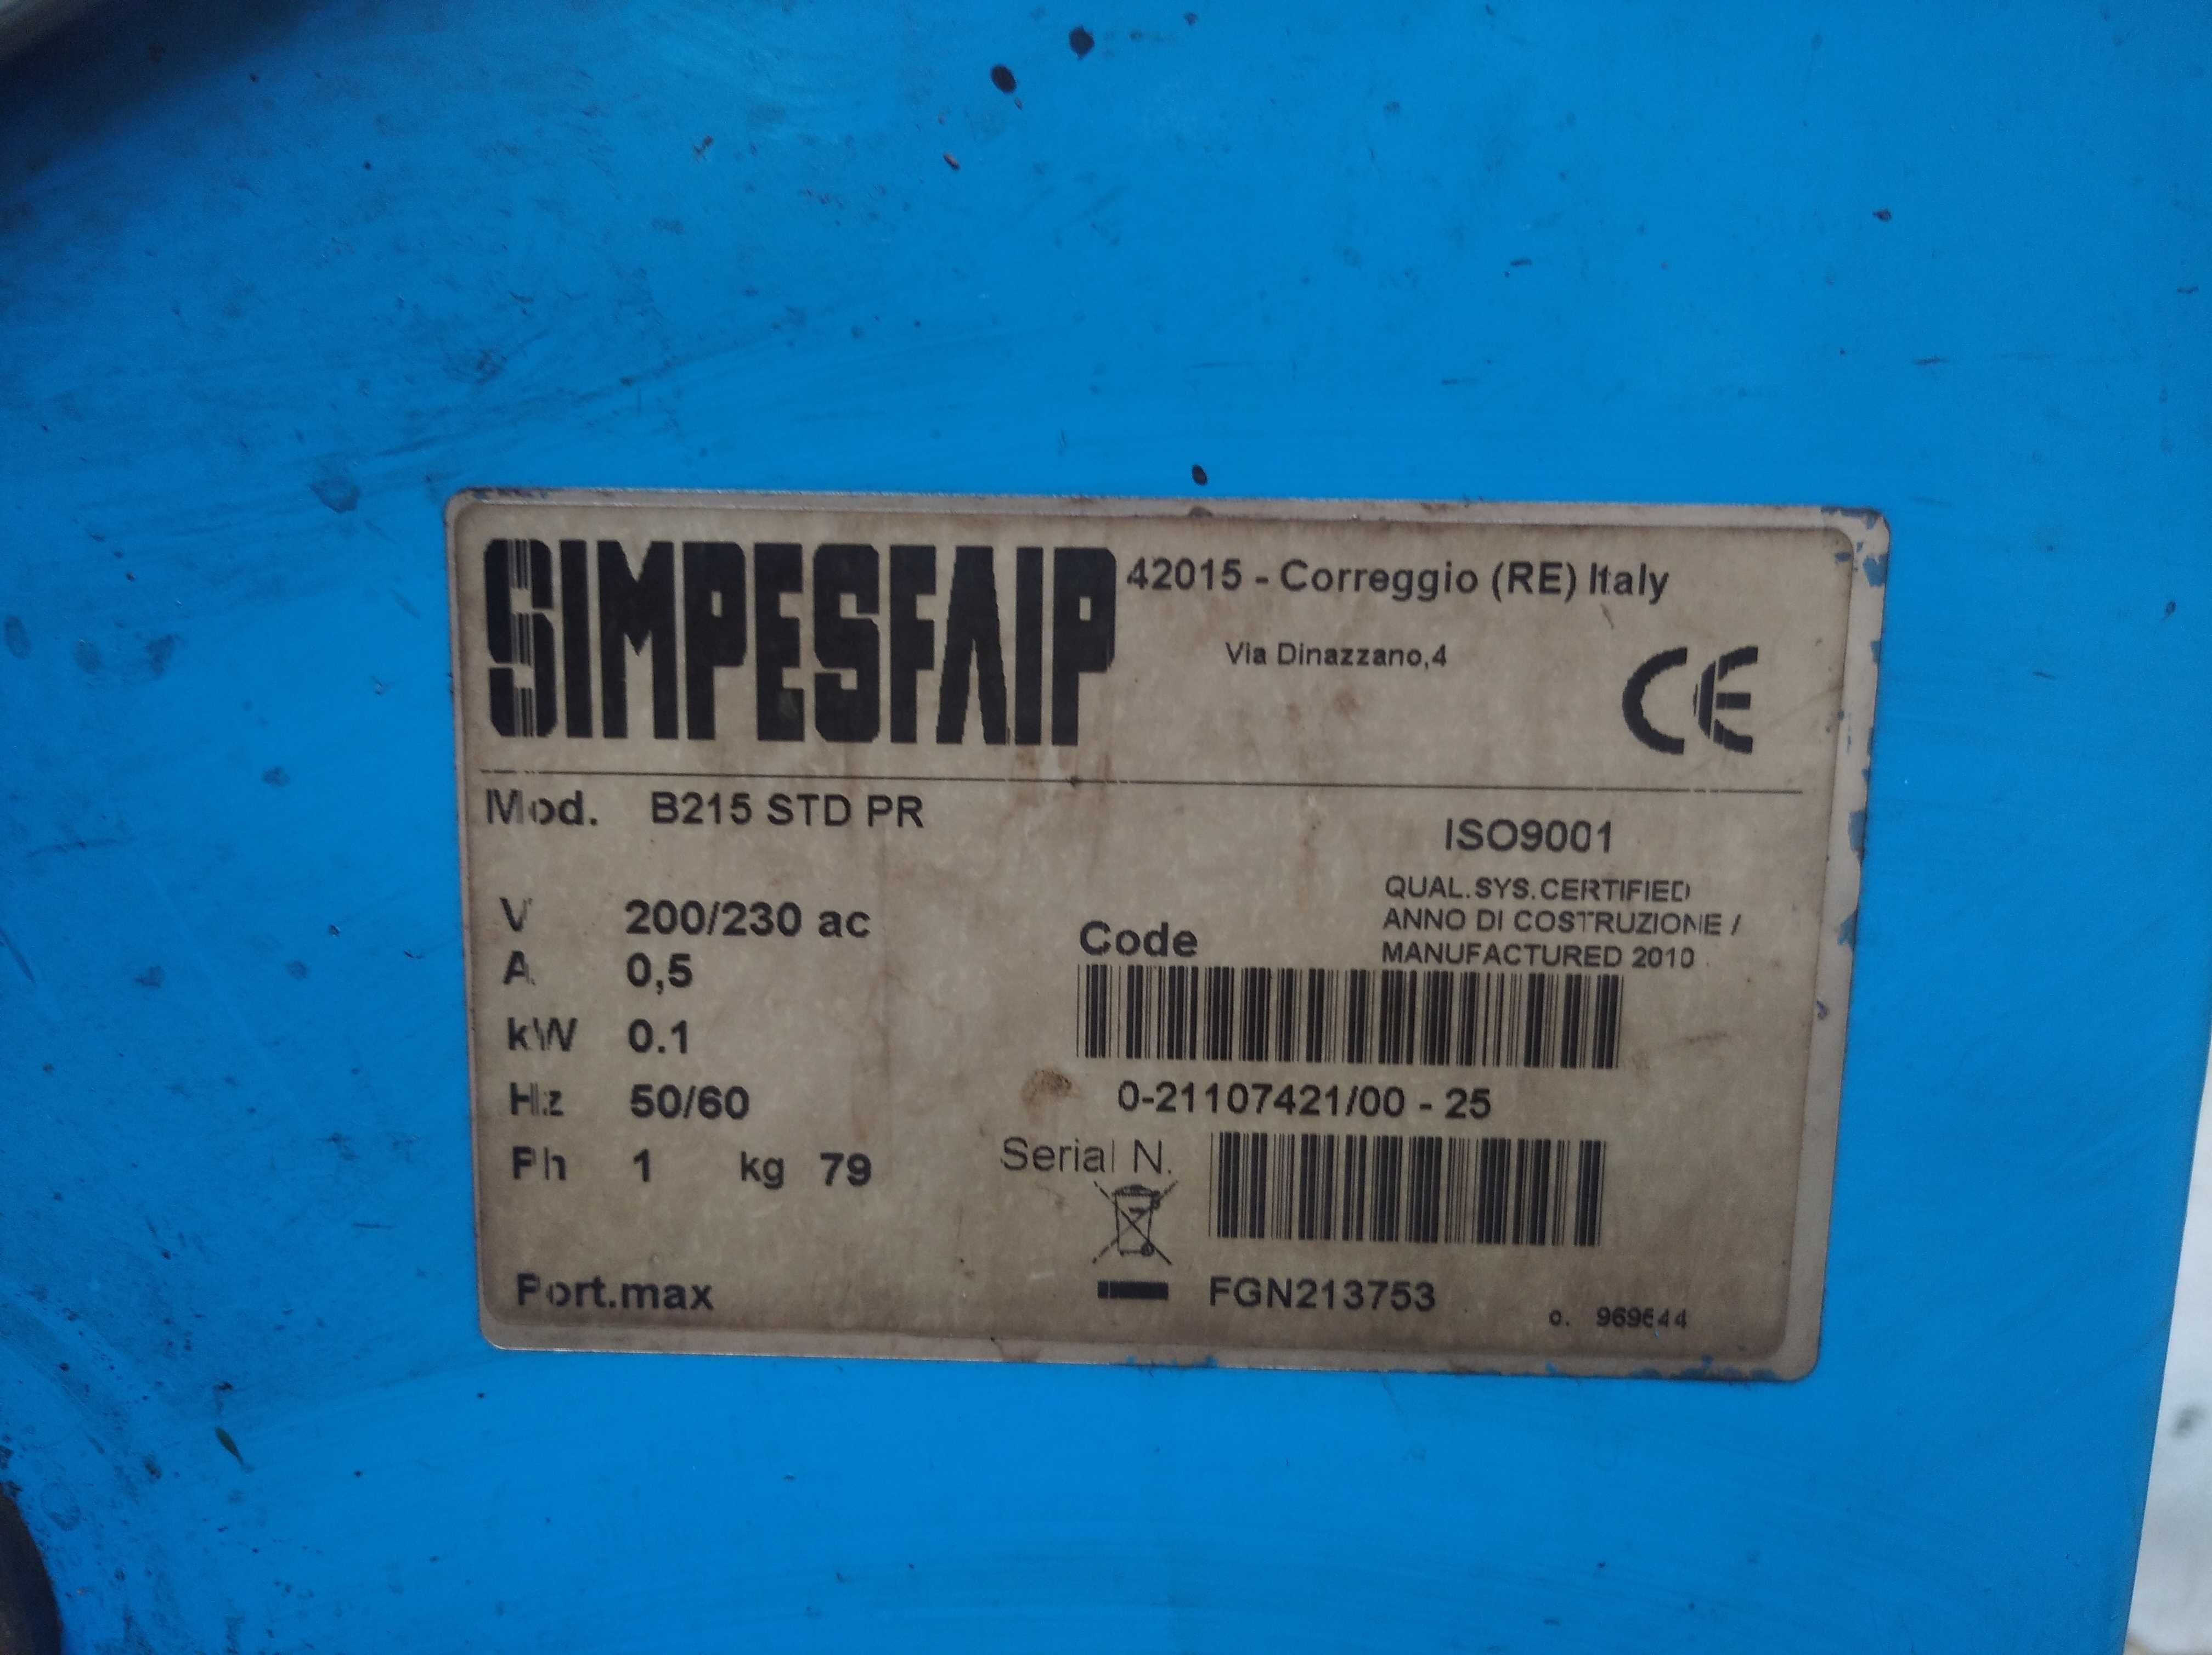 SIMPESFAIP
42015 - Correggio (RE) Italy
Via Dinazzano,4
CE
Mod. B215 STD PR
ISO9001
QUAL.SYS.CERTIFIED
ANNO DI COSTRUZIONE /
MANUFACTURED 2010
V 200/230 ac
A 0,5
kW 0.1
Hz 50/60
Ph 1 kg 79
Port.max
Code
0-21107421/00 - 25
Serial N.
FGN213753
o.